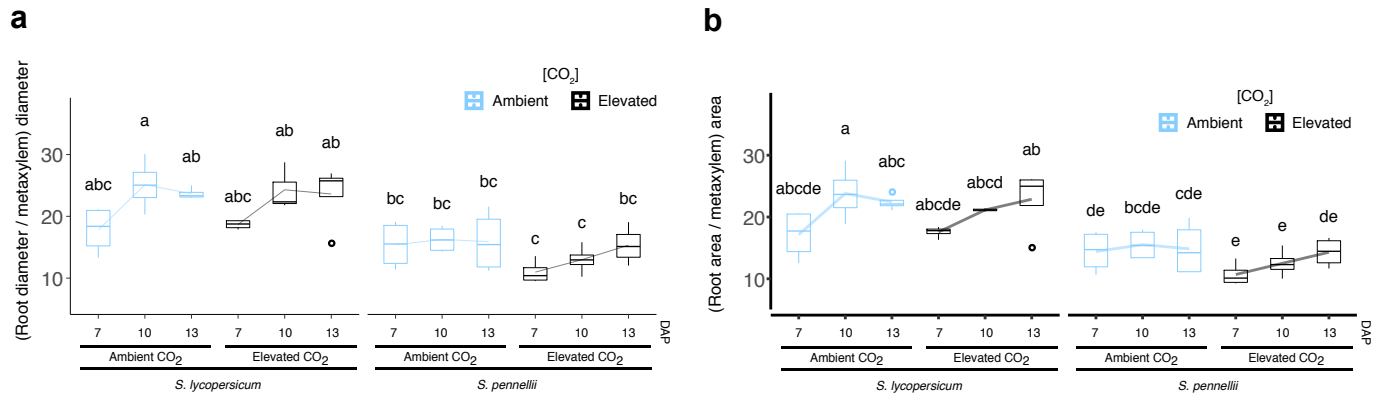 a
[CO2]
Ambient Elevated
(Root diameter / metaxylem) diameter
30
20
10
abc a ab abc ab ab bc bc bc c c c
7 10 13 7 10 13 7 10 13 7 10 13
DAP
Ambient CO2 Elevated CO2 Ambient CO2 Elevated CO2
S. lycopersicum S. pennellii
b
[CO2]
Ambient Elevated
(Root area / metaxylem) area
30
20
10
abcde a abc abcde abcd ab de bcde cde e e de
7 10 13 7 10 13 7 10 13 7 10 13
DAP
Ambient CO2 Elevated CO2 Ambient CO2 Elevated CO2
S. lycopersicum S. pennellii